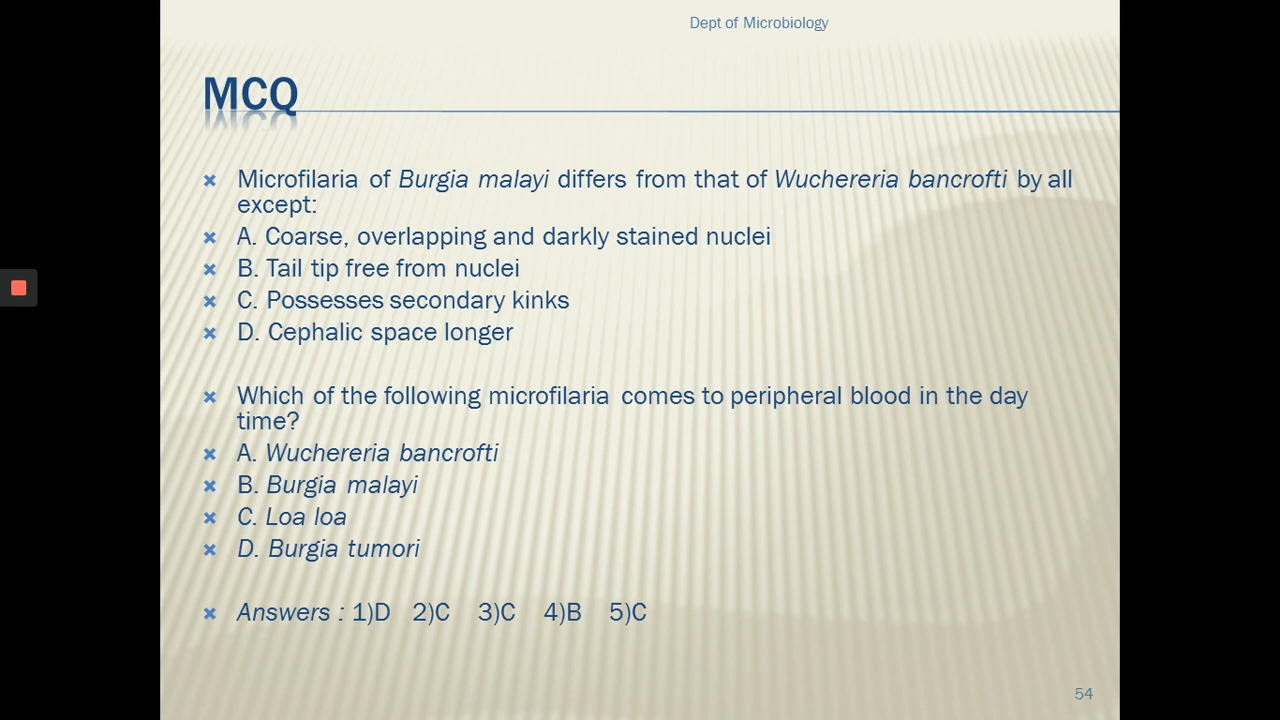 Dept of Microbiology
MCQ
Microfilaria of Burgia malayi differs from that of Wuchereria bancrofti by all
except:
A. Coarse, overlapping and darkly stained nuclei
B. Tail tip free from nuclei
C. Possesses secondary kinks
D. Cephalic space longer
Which of the following microfilaria comes to peripheral blood in the day
time?
A. Wuchereria bancrofti
B. Burgia malayi
C. Loa loa
D. Burgia tumori
Answers : 1)D 2)C 3)C 4)B 5)C
54